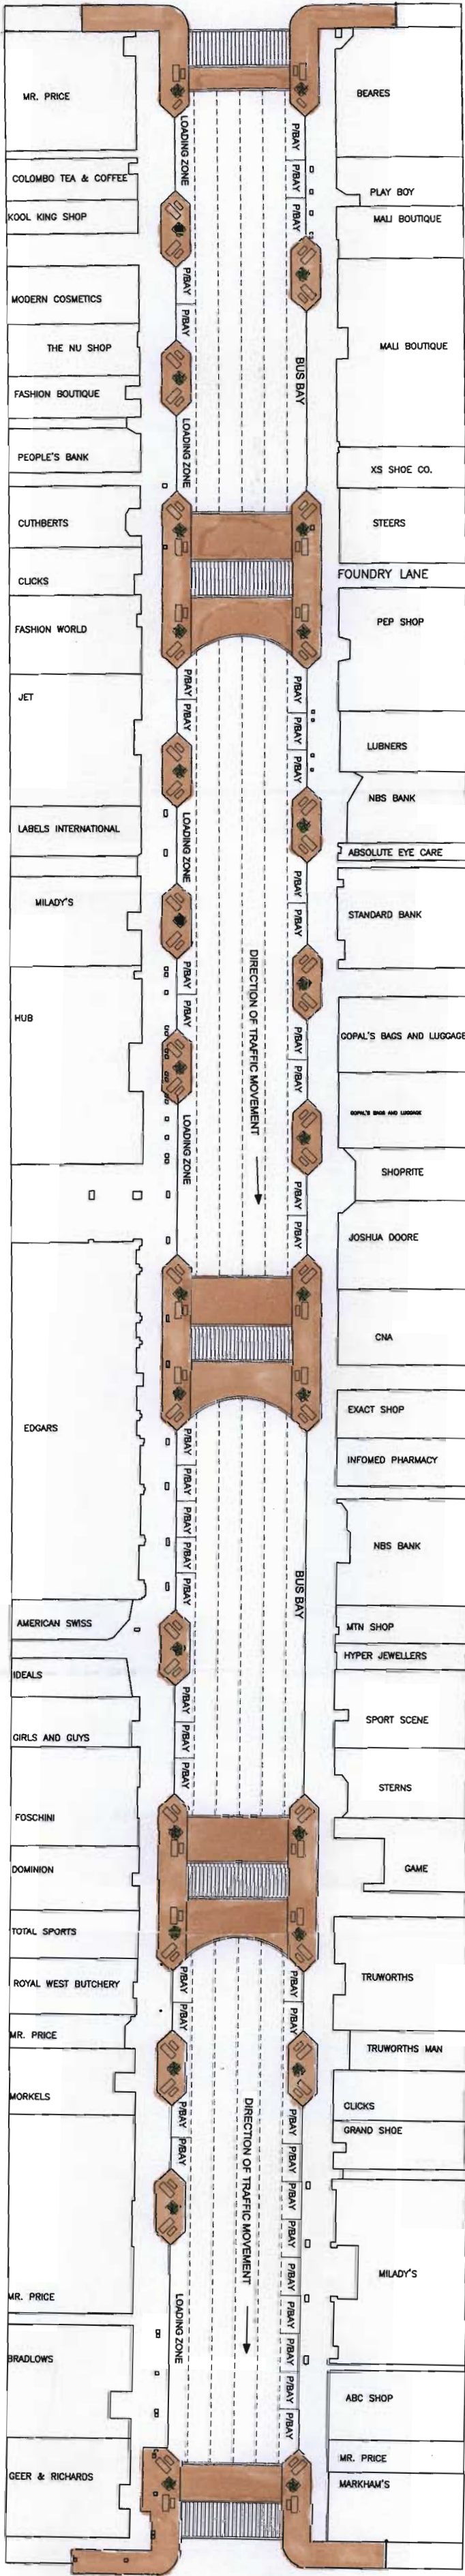 MR. PRICE
COLOMBO TEA & COFFEE
KOOL KING SHOP
MODERN COSMETICS
THE NU SHOP
FASHION BOUTIQUE
PEOPLE'S BANK
CUTHBERTS
CLICKS
FASHION WORLD
JET
LABELS INTERNATIONAL
MILADY'S
HUB
EDGARS
AMERICAN SWISS
IDEALS
GIRLS AND GUYS
FOSCHINI
DOMINION
TOTAL SPORTS
ROYAL WEST BUTCHERY
MR. PRICE
MORKELS
MR. PRICE
BRADLOWS
GEER & RICHARDS
LOADING ZONE
P/BAY
P/BAY
LOADING ZONE
P/BAY
P/BAY
LOADING ZONE
P/BAY
P/BAY
LOADING ZONE
P/BAY
P/BAY
P/BAY
P/BAY
P/BAY
P/BAY
P/BAY
P/BAY
P/BAY
P/BAY
P/BAY
P/BAY
LOADING ZONE
DIRECTION OF TRAFFIC MOVEMENT
DIRECTION OF TRAFFIC MOVEMENT
P/BAY
P/BAY
P/BAY
BUS BAY
P/BAY
P/BAY
P/BAY
P/BAY
P/BAY
P/BAY
P/BAY
P/BAY
P/BAY
BUS BAY
P/BAY
P/BAY
P/BAY
P/BAY
P/BAY
P/BAY
P/BAY
P/BAY
P/BAY
P/BAY
P/BAY
BEARES
PLAY BOY
MALI BOUTIQUE
MALI BOUTIQUE
XS SHOE CO.
STEERS
FOUNDRY LANE
PEP SHOP
LUBNERS
NBS BANK
ABSOLUTE EYE CARE
STANDARD BANK
GOPAL'S BAGS AND LUGGAGE
GOPAL'S BAGS AND LUGGAGE
SHOPRITE
JOSHUA DOORE
CNA
EXACT SHOP
INFOMED PHARMACY
NBS BANK
MTN SHOP
HYPER JEWELLERS
SPORT SCENE
STERNS
GAME
TRUWORTHS
TRUWORTHS MAN
CLICKS
GRAND SHOE
MILADY'S
ABC SHOP
MR. PRICE
MARKHAM'S